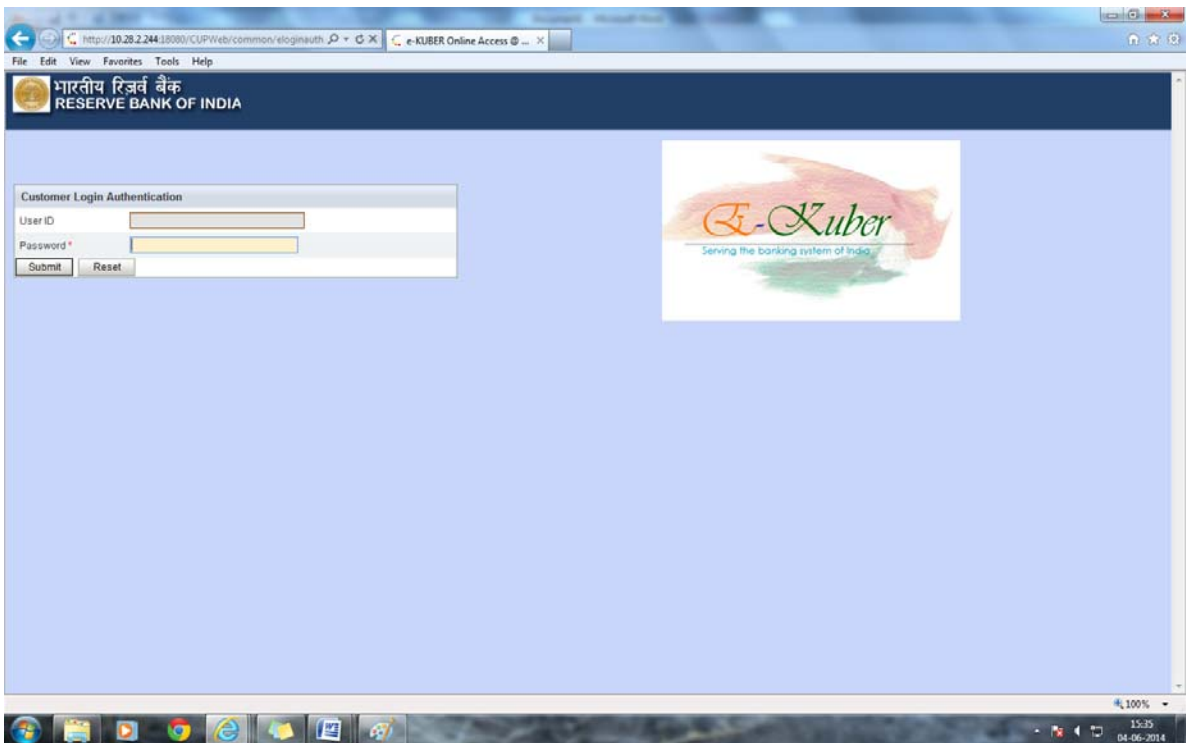 http://10.28.2.244:18080/CUPWeb/common/eloginauth
e-KUBER Online Access @ ...
File Edit View Favorites Tools Help
भारतीय रिज़र्व बैंक
RESERVE BANK OF INDIA
Customer Login Authentication
User ID
Password *
Submit Reset
E-Kuber
Serving the banking system of India
100%
15:35
04-06-2014